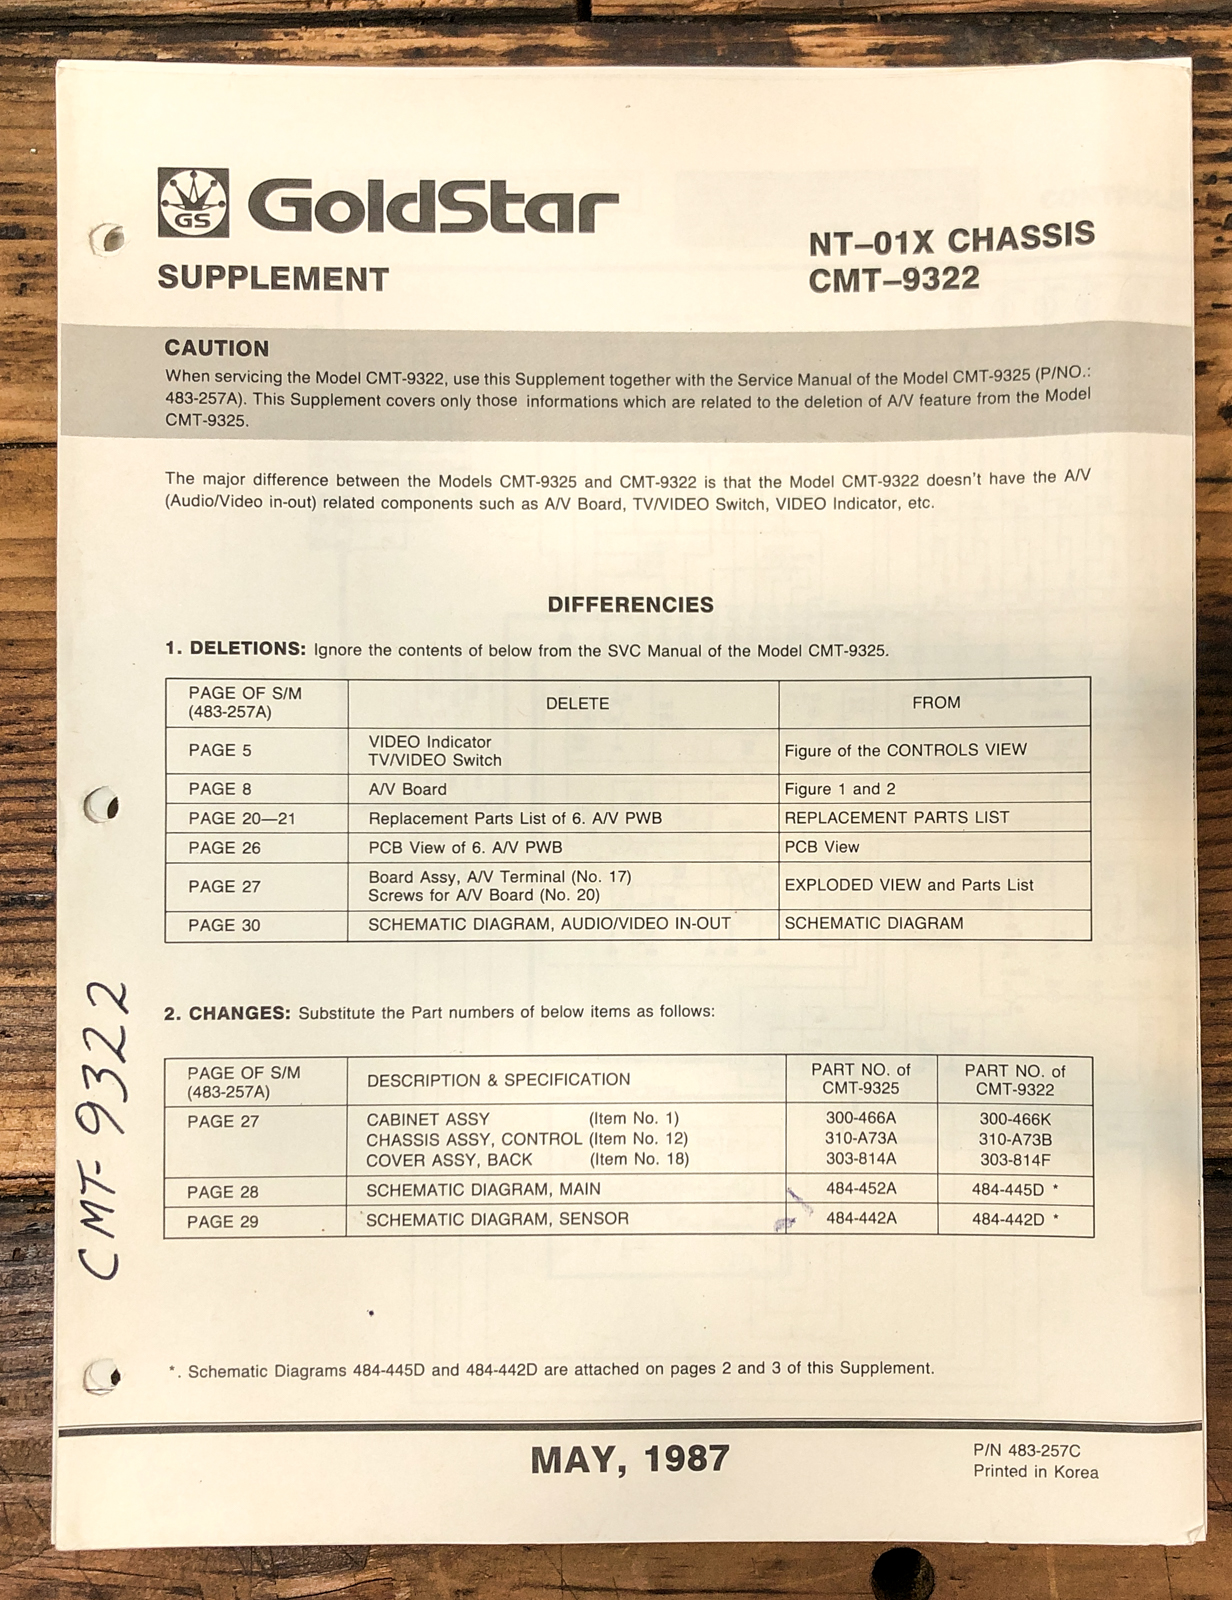 GS GoldStar
SUPPLEMENT
NT–01X CHASSIS
CMT–9322
CAUTION
When servicing the Model CMT-9322, use this Supplement together with the Service Manual of the Model CMT-9325 (P/NO.:
483-257A). This Supplement covers only those informations which are related to the deletion of A/V feature from the Model
CMT-9325.
The major difference between the Models CMT-9325 and CMT-9322 is that the Model CMT-9322 doesn't have the A/V
(Audio/Video in-out) related components such as A/V Board, TV/VIDEO Switch, VIDEO Indicator, etc.
DIFFERENCIES
1. DELETIONS: Ignore the contents of below from the SVC Manual of the Model CMT-9325.
PAGE OF S/M
(483-257A)
DELETE
FROM
PAGE 5
VIDEO Indicator
TV/VIDEO Switch
Figure of the CONTROLS VIEW
PAGE 8
A/V Board
Figure 1 and 2
PAGE 20—21
Replacement Parts List of 6. A/V PWB
REPLACEMENT PARTS LIST
PAGE 26
PCB View of 6. A/V PWB
PCB View
PAGE 27
Board Assy, A/V Terminal (No. 17)
Screws for A/V Board (No. 20)
EXPLODED VIEW and Parts List
PAGE 30
SCHEMATIC DIAGRAM, AUDIO/VIDEO IN-OUT
SCHEMATIC DIAGRAM
2. CHANGES: Substitute the Part numbers of below items as follows:
PAGE OF S/M
(483-257A)
DESCRIPTION & SPECIFICATION
PART NO. of
CMT-9325
PART NO. of
CMT-9322
PAGE 27
CABINET ASSY (Item No. 1) 300-466A 300-466K
CHASSIS ASSY, CONTROL (Item No. 12) 310-A73A 310-A73B
COVER ASSY, BACK (Item No. 18) 303-814A 303-814F
PAGE 28 SCHEMATIC DIAGRAM, MAIN 484-452A 484-445D *
PAGE 29 SCHEMATIC DIAGRAM, SENSOR 484-442A 484-442D *
*. Schematic Diagrams 484-445D and 484-442D are attached on pages 2 and 3 of this Supplement.
MAY, 1987
P/N 483-257C
Printed in Korea
CMT-9322